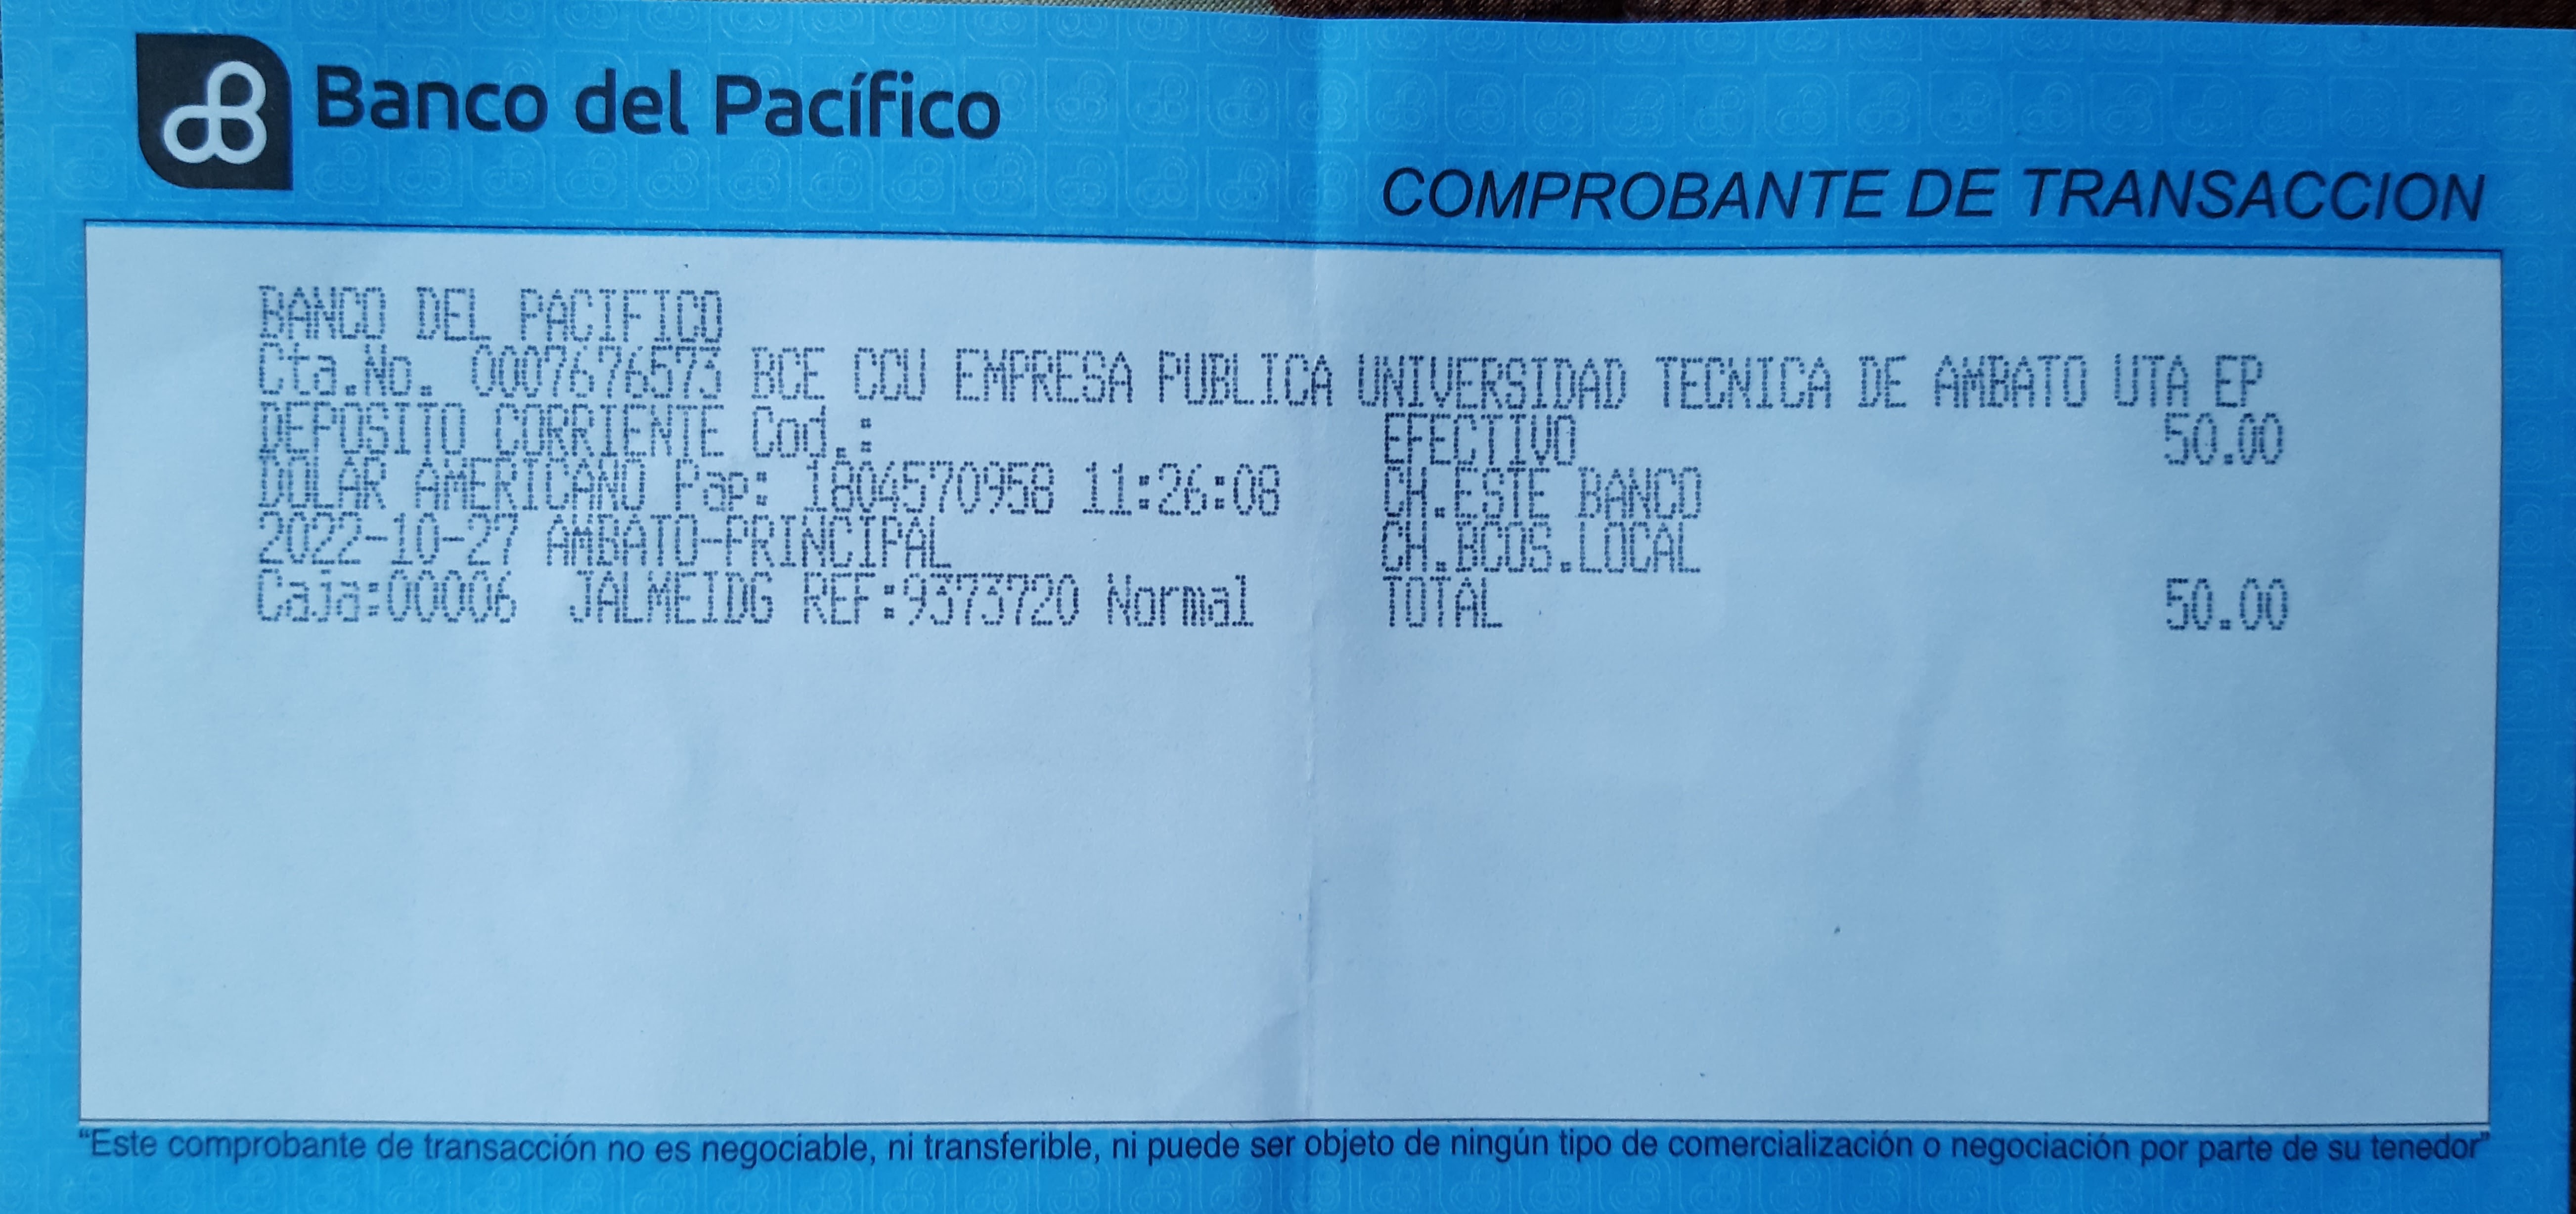 Banco del Pacífico
COMPROBANTE DE TRANSACCION
BANCO DEL PACIFICO
Cta.No. 0007676573 BCE CCU EMPRESA PUBLICA UNIVERSIDAD TECNICA DE AMBATO UTA EP
DEPOSITO CORRIENTE Cod.: EFECTIVO 50.00
DOLAR AMERICANO Pap: 1804570958 11:26:08 CH.ESTE BANCO
2022-10-27 AMBATO-PRINCIPAL CH.BCOS.LOCAL
Caja:00006 JALMEIDG REF:9373720 Normal TOTAL 50.00
"Este comprobante de transacción no es negociable, ni transferible, ni puede ser objeto de ningún tipo de comercialización o negociación por parte de su tenedor"